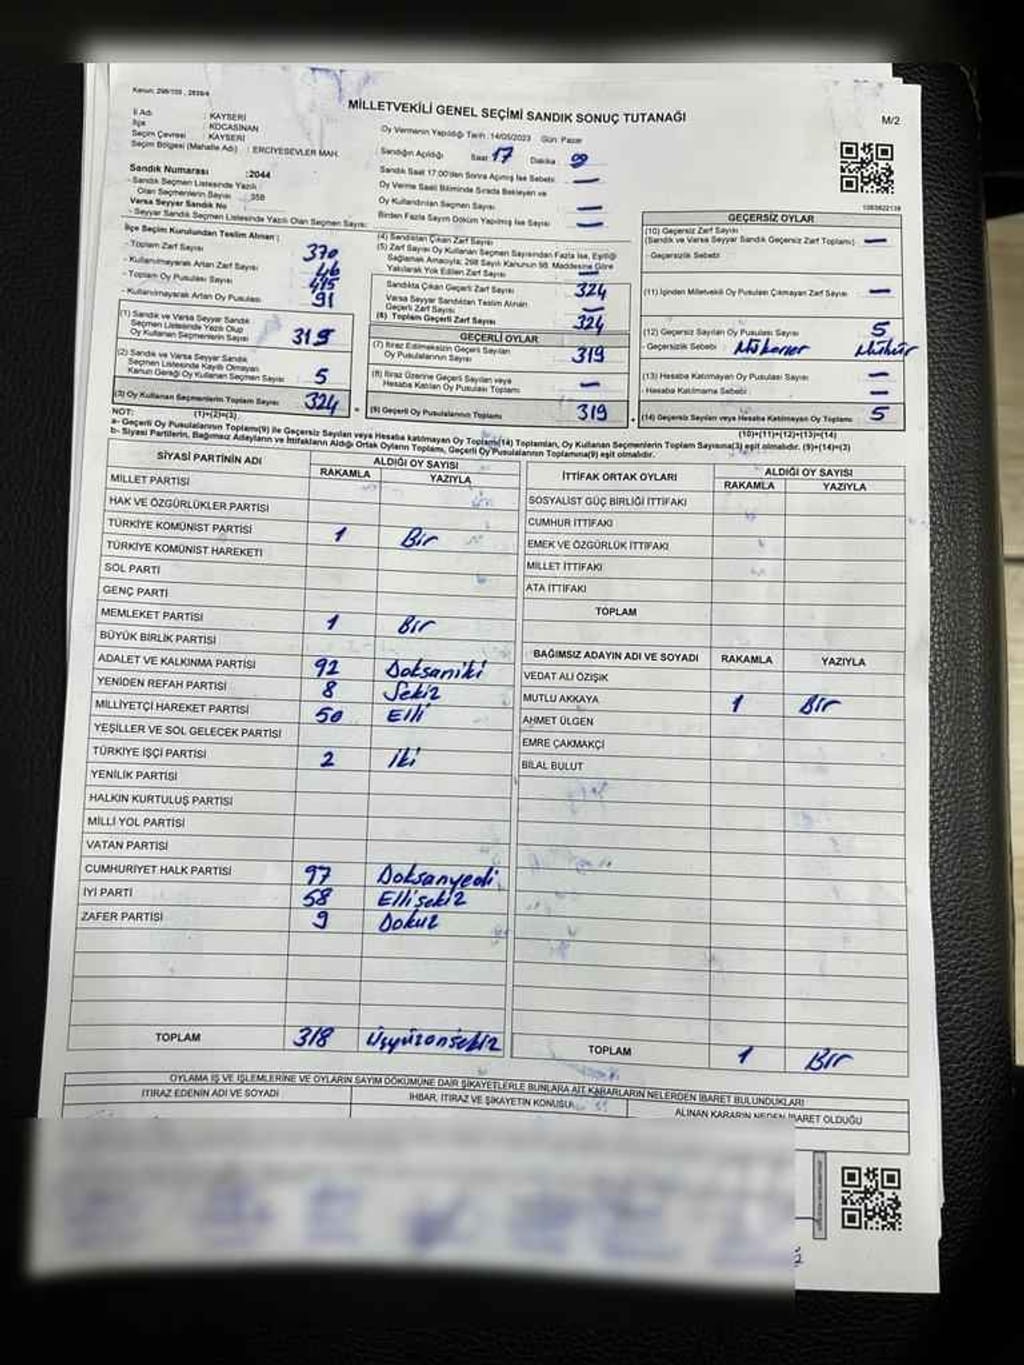 Kanun: 298/105 , 2839/4
MİLLETVEKİLİ GENEL SEÇİMİ SANDIK SONUÇ TUTANAĞI
M/2
İl Adı : KAYSERİ
İlçe : KOCASİNAN
Seçim Çevresi : KAYSERİ
Seçim Bölgesi (Mahalle Adı) : ERCİYESEVLER MAH.
Sandık Numarası :2044
- Sandık Seçmen Listesinde Yazılı
Olan Seçmenlerin Sayısı : 358
Varsa Seyyar Sandık No
- Seyyar Sandık Seçmen Listesinde Yazılı Olan Seçmen Sayısı:
Oy Vermenin Yapıldığı Tarih : 14/05/2023 Gün: Pazar
Sandığın Açıldığı Saat 17 Dakika
Sandık Saat 17.00'den Sonra Açılmış İse Sebebi —
Oy Verme Saati Bitiminde Sırada Bekleyen ve
Oy Kullandırılan Seçmen Sayısı —
Birden Fazla Sayım Döküm Yapılmış İse Sayısı —
İlçe Seçim Kurulundan Teslim Alınan :
- Toplam Zarf Sayısı 370
- Kullanılmayarak Artan Zarf Sayısı 46
- Toplam Oy Pusulası Sayısı 415
- Kullanılmayarak Artan Oy Pusulası 91
(1) Sandık ve Varsa Seyyar Sandık
Seçmen Listesinde Yazılı Olup
Oy Kullanan Seçmenlerin Sayısı 319
(2) Sandık ve Varsa Seyyar Sandık
Seçmen Listesinde Kayıtlı Olmayan
Kanun Gereği Oy Kullanan Seçmen Sayısı 5
(3) Oy Kullanan Seçmenlerin Toplam Sayısı 324
(1)+(2)=(3)
(4) Sandıktan Çıkan Zarf Sayısı
(5) Zarf Sayısı Oy Kullanan Seçmen Sayısından Fazla İse, Eşitliği
Sağlamak Amacıyla; 298 Sayılı Kanunun 98. Maddesine Göre
Yakılarak Yok Edilen Zarf Sayısı —
Sandıkta Çıkan Geçerli Zarf Sayısı 324
Varsa Seyyar Sandıktan Teslim Alınan
Geçerli Zarf Sayısı —
(6) Toplam Geçerli Zarf Sayısı 324
GEÇERLİ OYLAR
(7) İtiraz Edilmeksizin Geçerli Sayılan
Oy Pusulalarının Sayısı 319
(8) İtiraz Üzerine Geçerli Sayılan veya
Hesaba Katılan Oy Pusulası Toplamı —
= (9) Geçerli Oy Pusulalarının Toplamı 319
1083822139
GEÇERSİZ OYLAR
(10) Geçersiz Zarf Sayısı
(Sandık ve Varsa Seyyar Sandık Geçersiz Zarf Toplamı) —
- Geçersizlik Sebebi :
(11) İçinden Milletvekili Oy Pusulası Çıkmayan Zarf Sayısı —
(12) Geçersiz Sayılan Oy Pusulası Sayısı 5
- Geçersizlik Sebebi : Mükerrer Mühür
(13) Hesaba Katılmayan Oy Pusulası Sayısı —
- Hesaba Katılmama Sebebi : —
+ (14) Geçersiz Sayılan veya Hesaba Katılmayan Oy Toplamı 5
(10)+(11)+(12)+(13)=(14)
NOT:
a- Geçerli Oy Pusulalarının Toplamı(9) ile Geçersiz Sayılan veya Hesaba katılmayan Oy Toplamı(14) Toplamları, Oy Kullanan Seçmenlerin Toplam Sayısına(3) eşit olmalıdır. (9)+(14)=(3)
b- Siyasi Partilerin, Bağımsız Adayların ve İttifakların Aldığı Ortak Oyların Toplamı, Geçerli Oy Pusulalarının Toplamına(9) eşit olmalıdır.
SİYASİ PARTİNİN ADI ALDIĞI OY SAYISI
RAKAMLA YAZIYLA
MİLLET PARTİSİ
HAK VE ÖZGÜRLÜKLER PARTİSİ
TÜRKİYE KOMÜNİST PARTİSİ 1 Bir
TÜRKİYE KOMÜNİST HAREKETİ
SOL PARTİ
GENÇ PARTİ
MEMLEKET PARTİSİ 1 Bir
BÜYÜK BİRLİK PARTİSİ
ADALET VE KALKINMA PARTİSİ 92 Doksaniki
YENİDEN REFAH PARTİSİ 8 Sekiz
MİLLİYETÇİ HAREKET PARTİSİ 50 Elli
YEŞİLLER VE SOL GELECEK PARTİSİ
TÜRKİYE İŞÇİ PARTİSİ 2 İki
YENİLİK PARTİSİ
HALKIN KURTULUŞ PARTİSİ
MİLLİ YOL PARTİSİ
VATAN PARTİSİ
CUMHURİYET HALK PARTİSİ 97 Doksanyedi
İYİ PARTİ 58 Ellisekiz
ZAFER PARTİSİ 9 Dokuz
TOPLAM 318 Üçyüzonsekiz
İTTİFAK ORTAK OYLARI ALDIĞI OY SAYISI
RAKAMLA YAZIYLA
SOSYALİST GÜÇ BİRLİĞİ İTTİFAKI
CUMHUR İTTİFAKI
EMEK VE ÖZGÜRLÜK İTTİFAKI
MİLLET İTTİFAKI
ATA İTTİFAKI
TOPLAM
BAĞIMSIZ ADAYIN ADI VE SOYADI RAKAMLA YAZIYLA
VEDAT ALİ ÖZIŞIK
MUTLU AKKAYA 1 Bir
AHMET ÜLGEN
EMRE ÇAKMAKÇİ
BİLAL BULUT
TOPLAM 1 Bir
OYLAMA İŞ VE İŞLEMLERİNE VE OYLARIN SAYIM DÖKÜMÜNE DAİR ŞİKAYETLERLE BUNLARA AİT KARARLARIN NELERDEN İBARET BULUNDUKLARI
İTİRAZ EDENİN ADI VE SOYADI İHBAR, İTİRAZ VE ŞİKAYETİN KONUSU ALINAN KARARIN NEDEN İBARET OLDUĞU